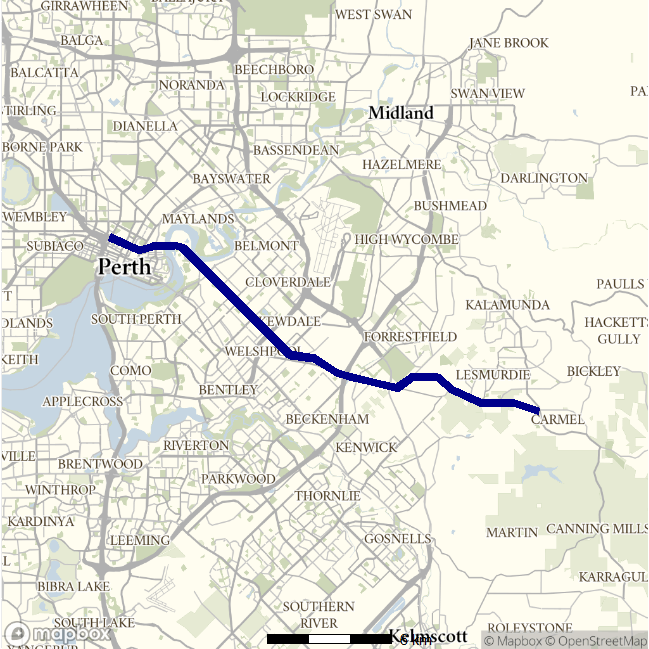 GIRRAWHEEN
WEST SWAN
BALGA
JANE BROOK
BALCATTA
BEECHBORO
NORANDA
SWAN VIEW
LOCKRIDGE
STIRLING
Midland
DIANELLA
BORNE PARK
BASSENDEAN
HAZELMERE
BAYSWATER
DARLINGTON
WEMBLEY
MAYLANDS
BUSHMEAD
SUBIACO
BELMONT
HIGH WYCOMBE
Perth
CLOVERDALE
PAULLS
KALAMUNDA
SOUTH PERTH
KEWDALE
HACKETTS
GULLY
DLANDS
FORRESTFIELD
KEITH
WELSHPOOL
COMO
LESMURDIE
BICKLEY
BENTLEY
APPLECROSS
BECKENHAM
CARMEL
RIVERTON
KENWICK
VILLE
BRENTWOOD
PARKWOOD
WINTHROP
THORNLIE
KARDINYA
MARTIN
CANNING MILLS
LEEMING
GOSNELLS
BIBRA LAKE
KARRAGUL
SOUTHERN
RIVER
SOUTH LAKE
ROLEYSTONE
mapbox
6 km
Kelmscott
© Mapbox © OpenStreetMap
YANGEBUP